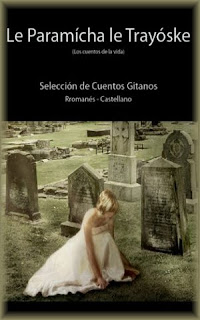 Le Paramícha le Trayóske
(Los cuentos de la vida)
Selección de Cuentos Gitanos
Rromanés - Castellano